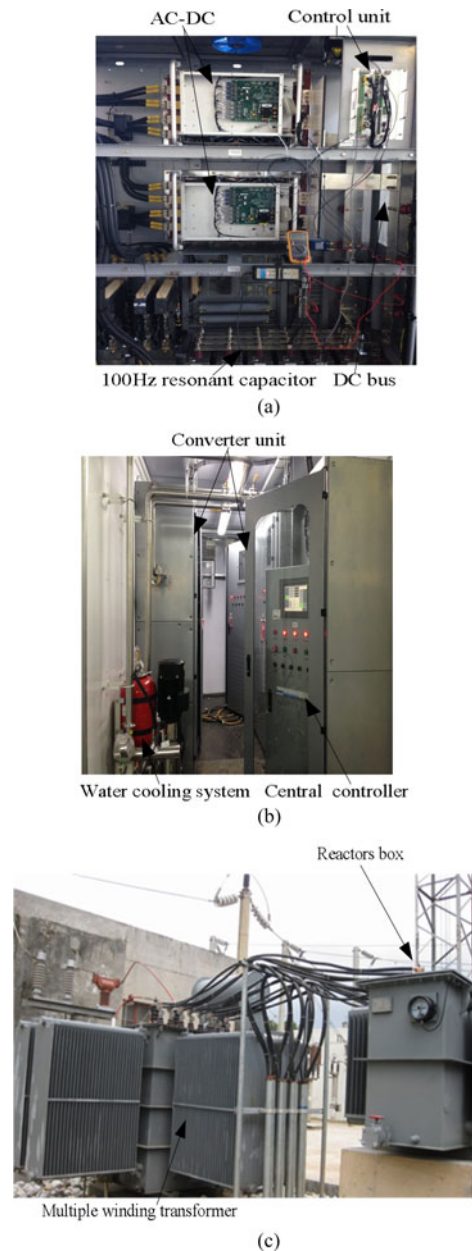 AC-DC
Control unit
100Hz resonant capacitor
DC bus
(a)
Converter unit
Water cooling system
Central controller
(b)
Reactors box
Multiple winding transformer
(c)